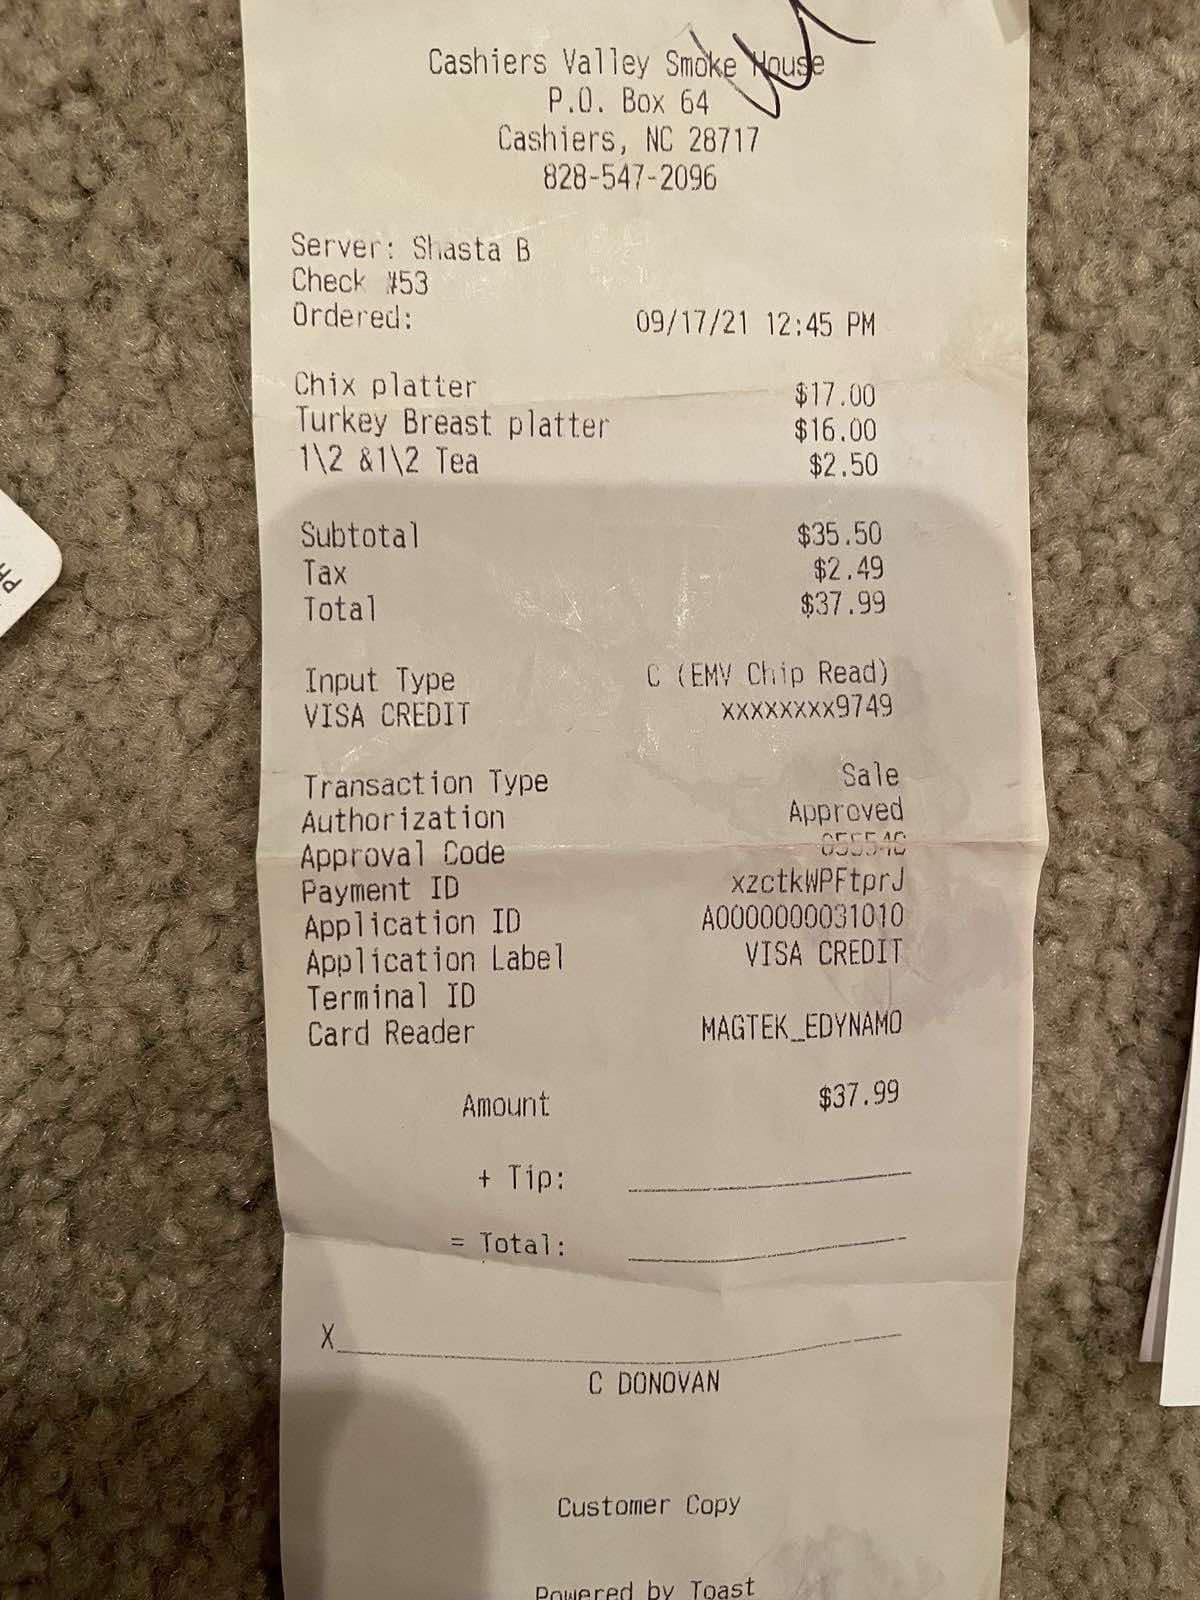 Cashiers Valley Smoke House
P.O. Box 64
Cashiers, NC 28717
828-547-2096
Server: Shasta B
Check #53
Ordered: 09/17/21 12:45 PM
Chix platter $17.00
Turkey Breast platter $16.00
1\2 &1\2 Tea $2.50
Subtotal $35.50
Tax $2.49
Total $37.99
Input Type C (EMV Chip Read)
VISA CREDIT xxxxxxxx9749
Transaction Type Sale
Authorization Approved
Approval Code
Payment ID xzctkWPFtprJ
Application ID A0000000031010
Application Label VISA CREDIT
Terminal ID
Card Reader MAGTEK_EDYNAMO
Amount $37.99
+ Tip:
= Total:
X
C DONOVAN
Customer Copy
Powered by Toast